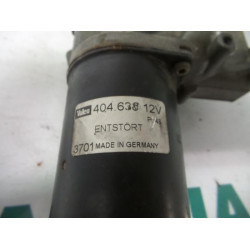 404.638 12V
ENTSTÖRT
3701 MADE IN GERMANY